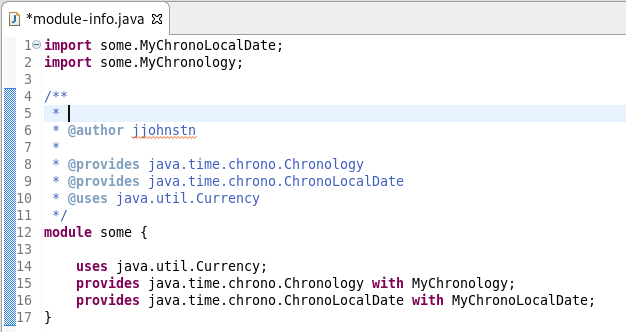 *module-info.java
1 import some.MyChronoLocalDate;
2 import some.MyChronology;
3
4 /**
5  *
6  * @author jjohnstn
7  *
8  * @provides java.time.chrono.Chronology
9  * @provides java.time.chrono.ChronoLocalDate
10  * @uses java.util.Currency
11  */
12 module some {
13
14     uses java.util.Currency;
15     provides java.time.chrono.Chronology with MyChronology;
16     provides java.time.chrono.ChronoLocalDate with MyChronoLocalDate;
17 }